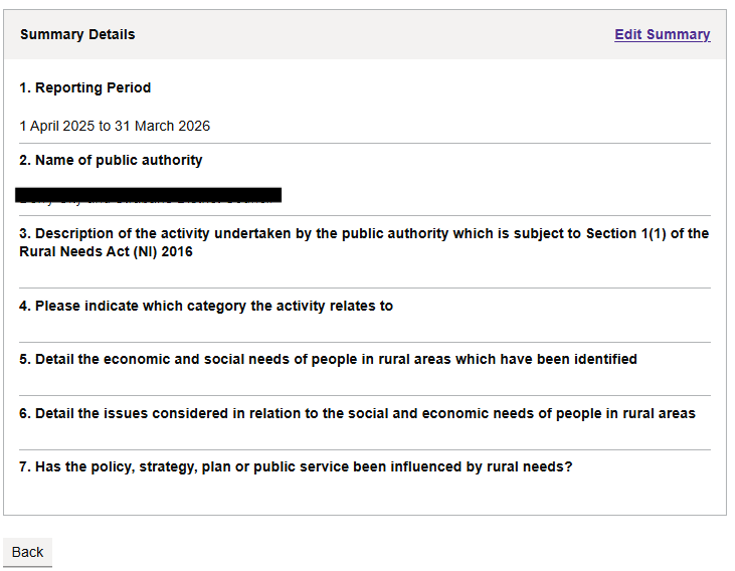 Summary Details
Edit Summary
1. Reporting Period
1 April 2025 to 31 March 2026
2. Name of public authority
3. Description of the activity undertaken by the public authority which is subject to Section 1(1) of the
Rural Needs Act (NI) 2016
4. Please indicate which category the activity relates to
5. Detail the economic and social needs of people in rural areas which have been identified
6. Detail the issues considered in relation to the social and economic needs of people in rural areas
7. Has the policy, strategy, plan or public service been influenced by rural needs?
Back